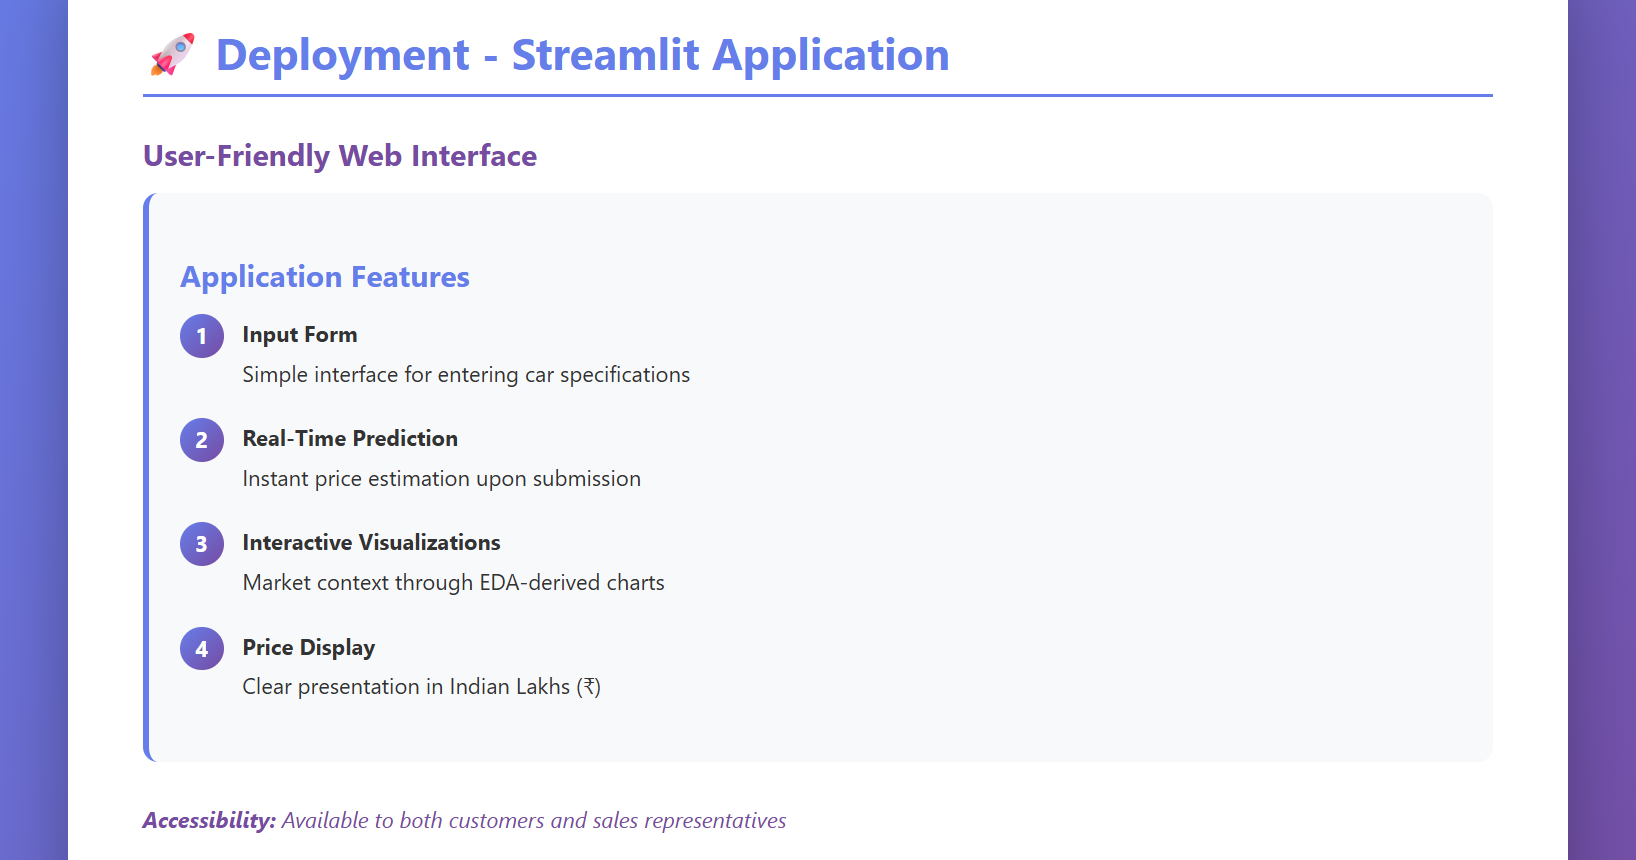 🚀 Deployment - Streamlit Application
User-Friendly Web Interface
Application Features
1 Input Form
Simple interface for entering car specifications
2 Real-Time Prediction
Instant price estimation upon submission
3 Interactive Visualizations
Market context through EDA-derived charts
4 Price Display
Clear presentation in Indian Lakhs (₹)
Accessibility: Available to both customers and sales representatives